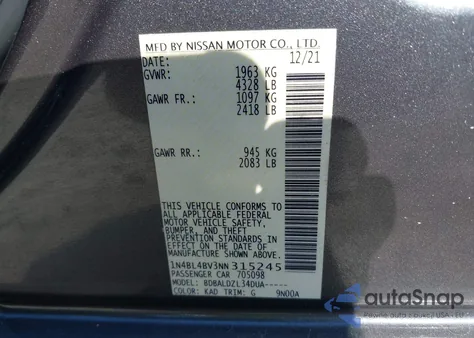 MFD BY NISSAN MOTOR CO., LTD.
DATE: 12/21
GVWR: 1963 KG
4328 LB
GAWR FR.: 1097 KG
2418 LB
GAWR RR.: 945 KG
2083 LB
THIS VEHICLE CONFORMS TO
ALL APPLICABLE FEDERAL
MOTOR VEHICLE SAFETY,
BUMPER, AND THEFT
PREVENTION STANDARDS IN
EFFECT ON THE DATE OF
MANUFACTURE SHOWN ABOVE.
1N4BL4BV3NN315245
PASSENGER CAR 705098
MODEL: BDBALDZL34DUA-----
COLOR: KAD TRIM: G 9N00A
autaSnap